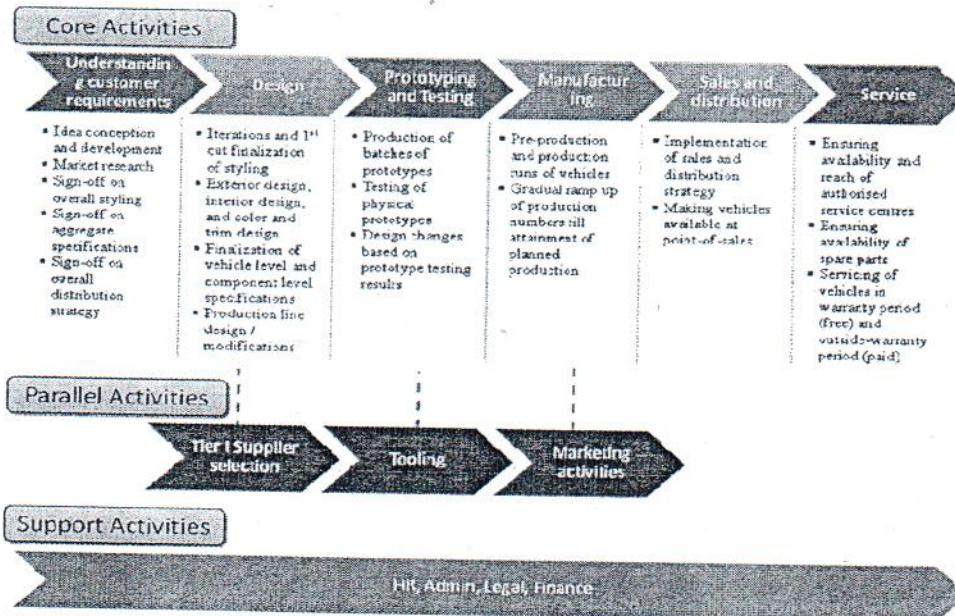 Core Activities
Understandin
g customer
requirements
Design
Prototyping
and Testing
Manufactur
ing
Sales and
distribution
Service
▪ Idea conception
and development
▪ Market research
▪ Sign-off on
overall styling
▪ Sign-off on
aggregate
specifications
▪ Sign-off on
overall
distribution
strategy
▪ Iterations and 1st
cut finalization
of styling
▪ Exterior design,
interior design,
and color and
trim design
▪ Finalization of
vehicle level and
component level
specifications
▪ Production line
design /
modifications
▪ Production of
batches of
prototypes
▪ Testing of
physical
prototypes
▪ Design changes
based on
prototype testing
results
▪ Pre-production
and production
runs of vehicles
▪ Gradual ramp up
of production
numbers till
attainment of
planned
production
▪ Implementation
of sales and
distribution
strategy
▪ Making vehicles
available at
point-of-sales
▪ Ensuring
availability and
reach of
authorised
service centres
▪ Ensuring
availability of
spare parts
▪ Servicing of
vehicles in
warranty period
(free) and
outside-warranty
period (paid)
Parallel Activities
Tier I Supplier
selection
Tooling
Marketing
activities
Support Activities
HR, Admin, Legal, Finance